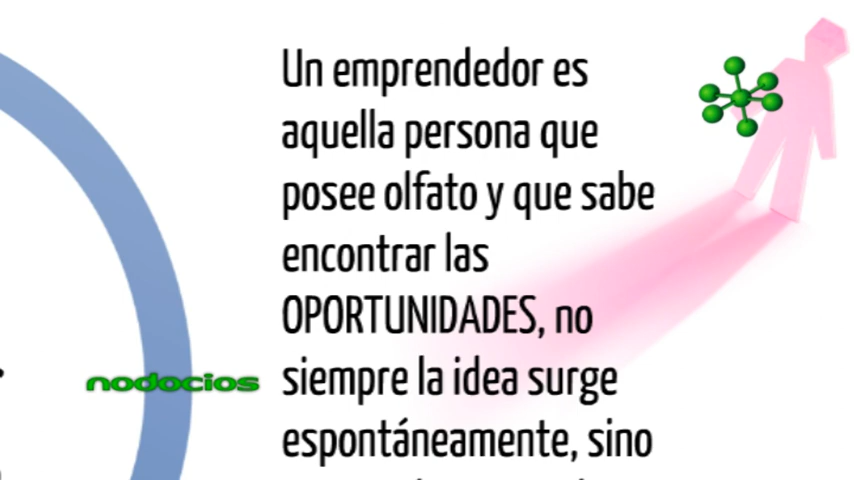 Un emprendedor es
aquella persona que
posee olfato y que sabe
encontrar las
OPORTUNIDADES, no
nodocios
siempre la idea surge
espontáneamente, sino